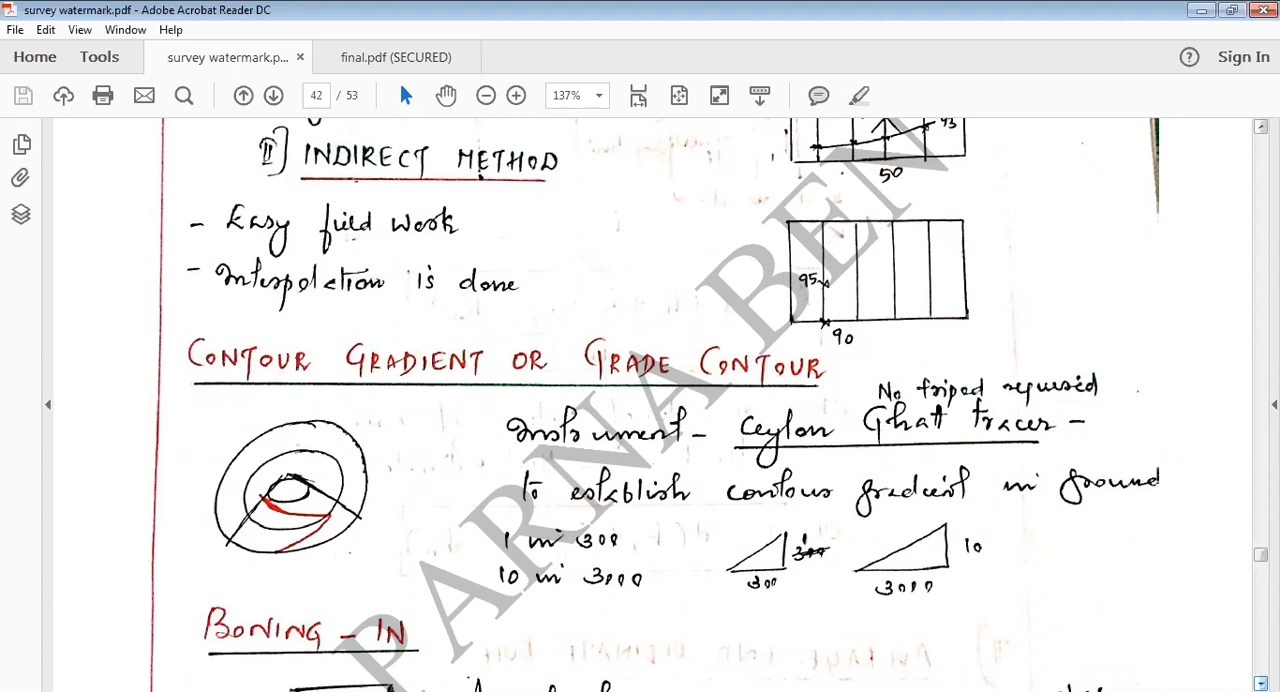 survey watermark.pdf - Adobe Acrobat Reader DC
File Edit View Window Help
Home Tools survey watermark.p... × final.pdf (SECURED) Sign In
42 / 53 137%
II] INDIRECT METHOD
93
50
- Easy field work
- Interpolation is done
95
90
CONTOUR GRADIENT OR GRADE CONTOUR
No tripod required
Instrument - Ceylon Ghatt tracer -
to establish contour gradient in ground
1 in 300
300
1
10
10 in 3000
300
3000
BONING - IN
PARNA BEN